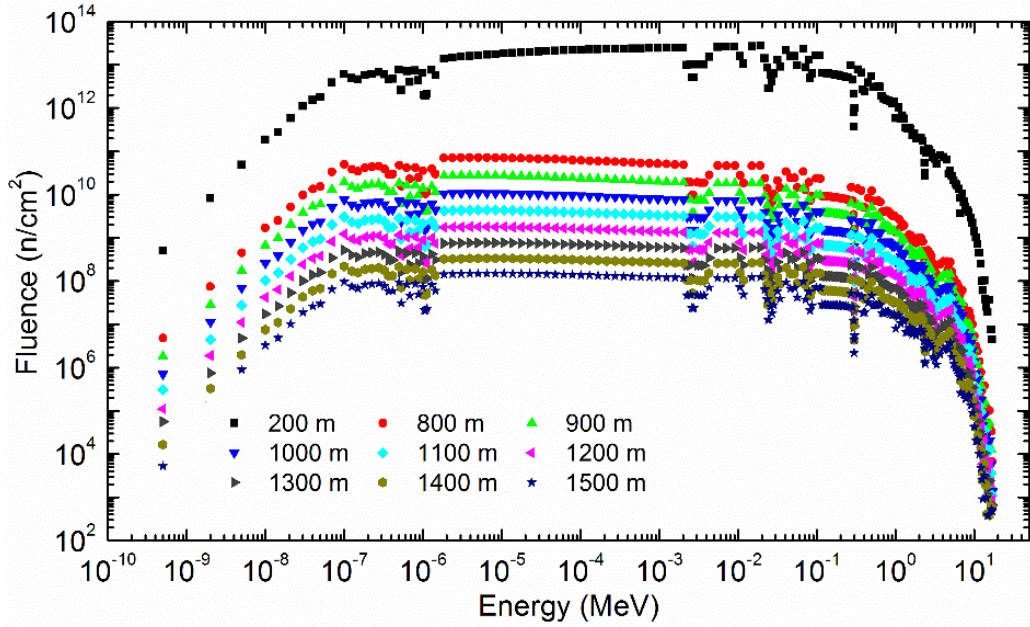 10^14
10^12
10^10
10^8
10^6
10^4
10^2
Fluence (n/cm^2)
200 m 800 m 900 m
1000 m 1100 m 1200 m
1300 m 1400 m 1500 m
10^-10 10^-9 10^-8 10^-7 10^-6 10^-5 10^-4 10^-3 10^-2 10^-1 10^0 10^1
Energy (MeV)